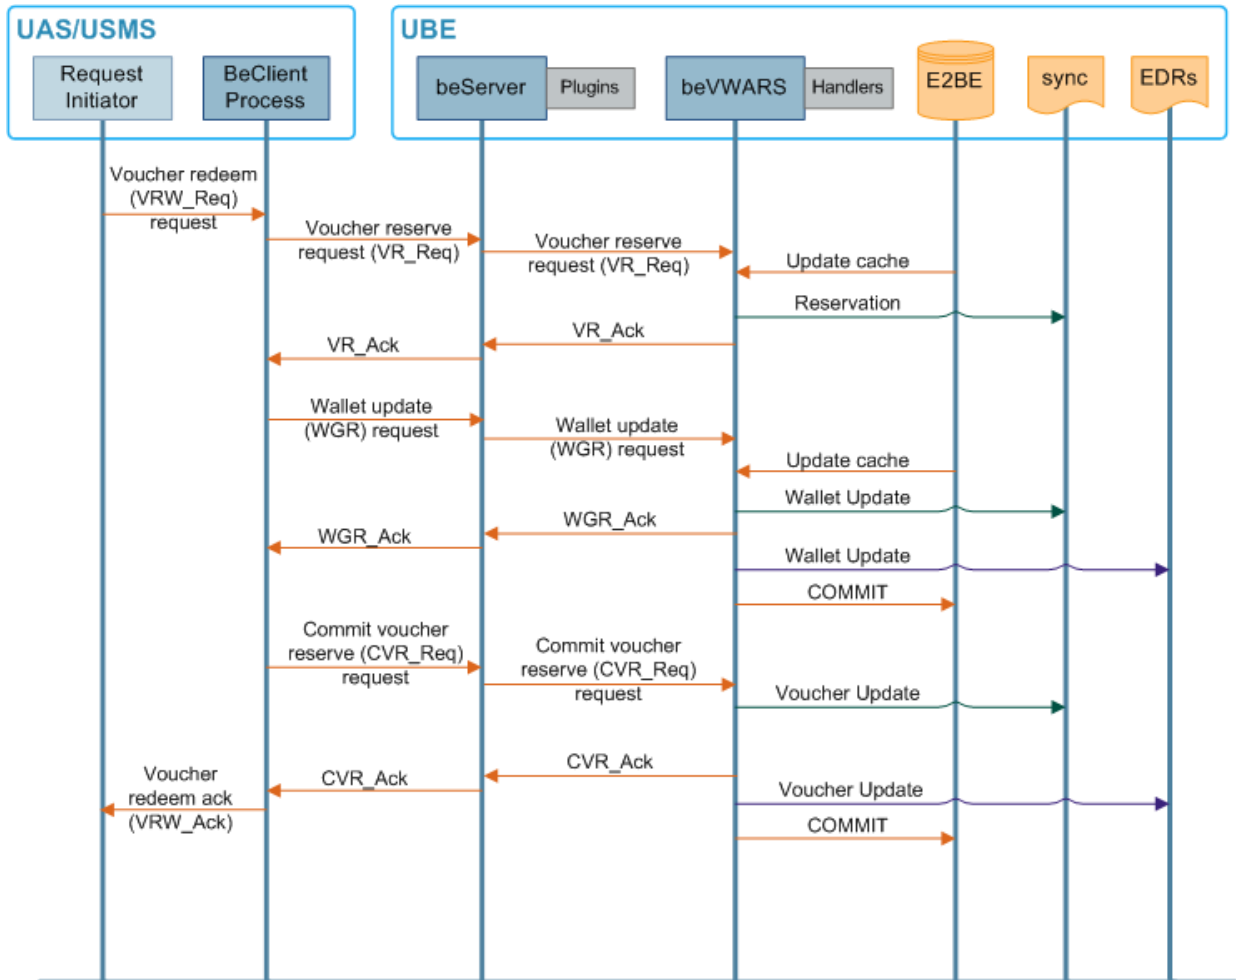 UAS/USMS
UBE
Request
Initiator
BeClient
Process
beServer
Plugins
beVWARS
Handlers
E2BE
sync
EDRs
Voucher redeem
(VRW_Req)
request
Voucher reserve
request (VR_Req)
Voucher reserve
request (VR_Req)
Update cache
Reservation
VR_Ack
VR_Ack
Wallet update
(WGR) request
Wallet update
(WGR) request
Update cache
Wallet Update
WGR_Ack
WGR_Ack
Wallet Update
COMMIT
Commit voucher
reserve (CVR_Req)
request
Commit voucher
reserve (CVR_Req)
request
Voucher Update
CVR_Ack
CVR_Ack
Voucher
redeem ack
(VRW_Ack)
Voucher Update
COMMIT